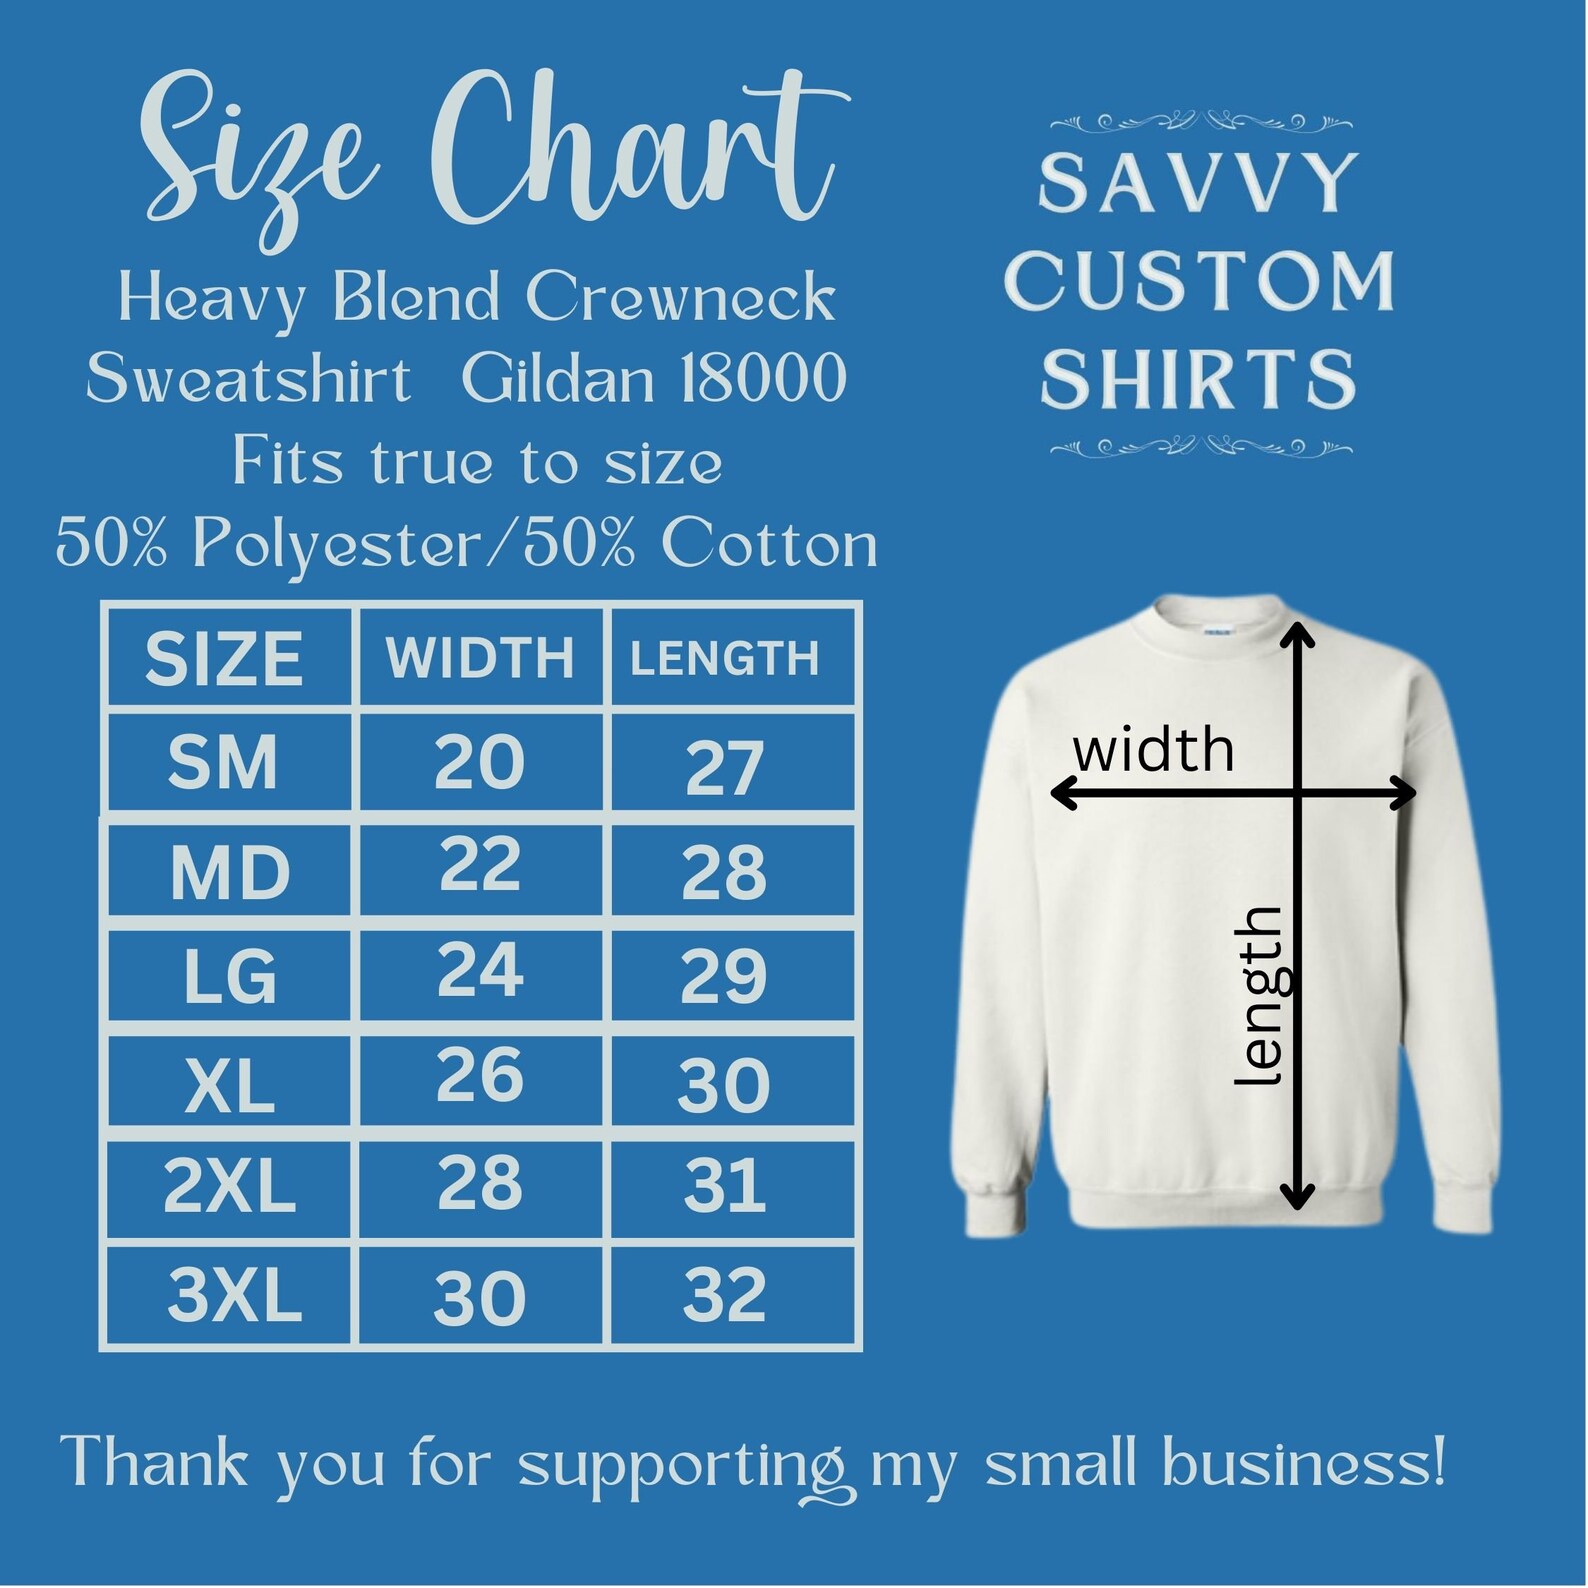 Size Chart
Heavy Blend Crewneck
Sweatshirt Gildan 18000
Fits true to size
50% Polyester/50% Cotton
SAVVY
CUSTOM
SHIRTS
SIZE WIDTH LENGTH
SM 20 27
MD 22 28
LG 24 29
XL 26 30
2XL 28 31
3XL 30 32
width
length
Thank you for supporting my small business!